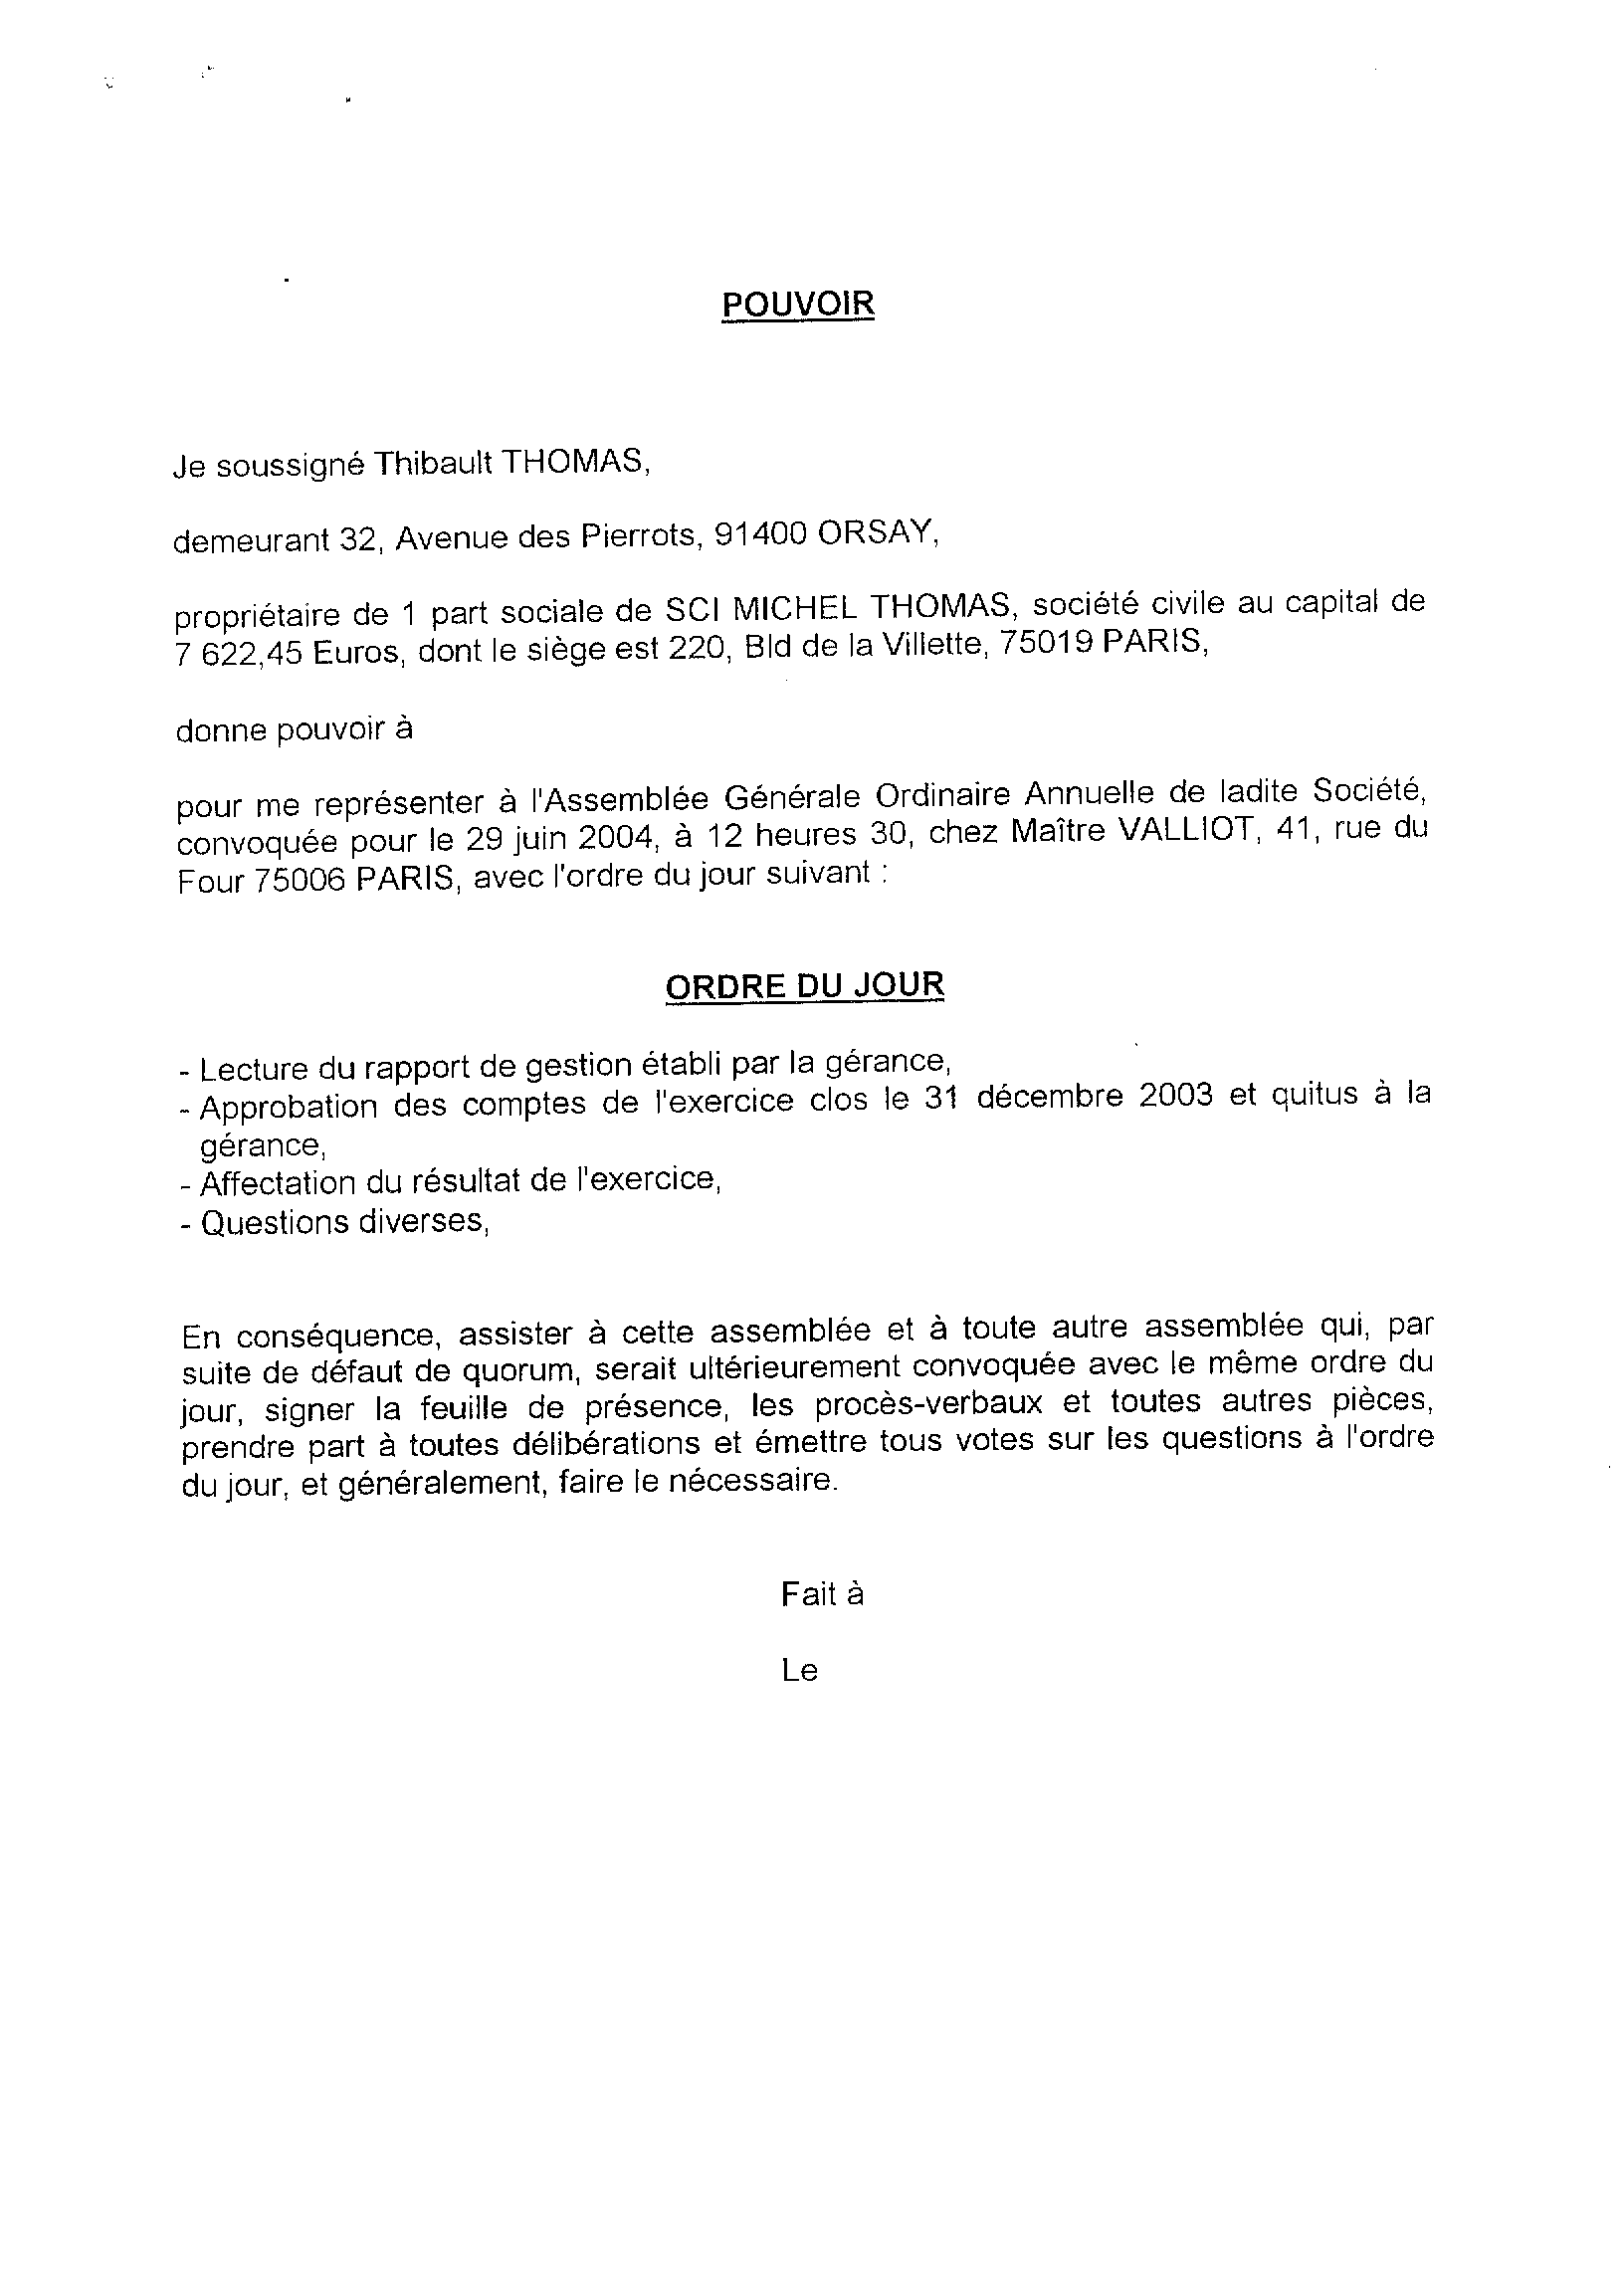 POUVOIR
Je soussigné Thibault THOMAS,
demeurant 32, Avenue des Pierrots, 91400 ORSAY,
propriétaire de 1 part sociale de SCI MICHEL THOMAS, société civile au capital de
7 622,45 Euros, dont le siège est 220, Bld de la Villette, 75019 PARIS,
donne pouvoir à
pour me représenter à l'Assemblée Générale Ordinaire Annuelle de ladite Société,
convoquée pour le 29 juin 2004, à 12 heures 30, chez Maître VALLIOT, 41, rue du
Four 75006 PARIS, avec l'ordre du jour suivant :
ORDRE DU JOUR
- Lecture du rapport de gestion établi par la gérance,
- Approbation des comptes de l'exercice clos le 31 décembre 2003 et quitus à la
gérance,
- Affectation du résultat de l'exercice,
- Questions diverses,
En conséquence, assister à cette assemblée et à toute autre assemblée qui, par
suite de défaut de quorum, serait ultérieurement convoquée avec le même ordre du
jour, signer la feuille de présence, les procès-verbaux et toutes autres pièces,
prendre part à toutes délibérations et émettre tous votes sur les questions à l'ordre
du jour, et généralement, faire le nécessaire.
Fait à
Le